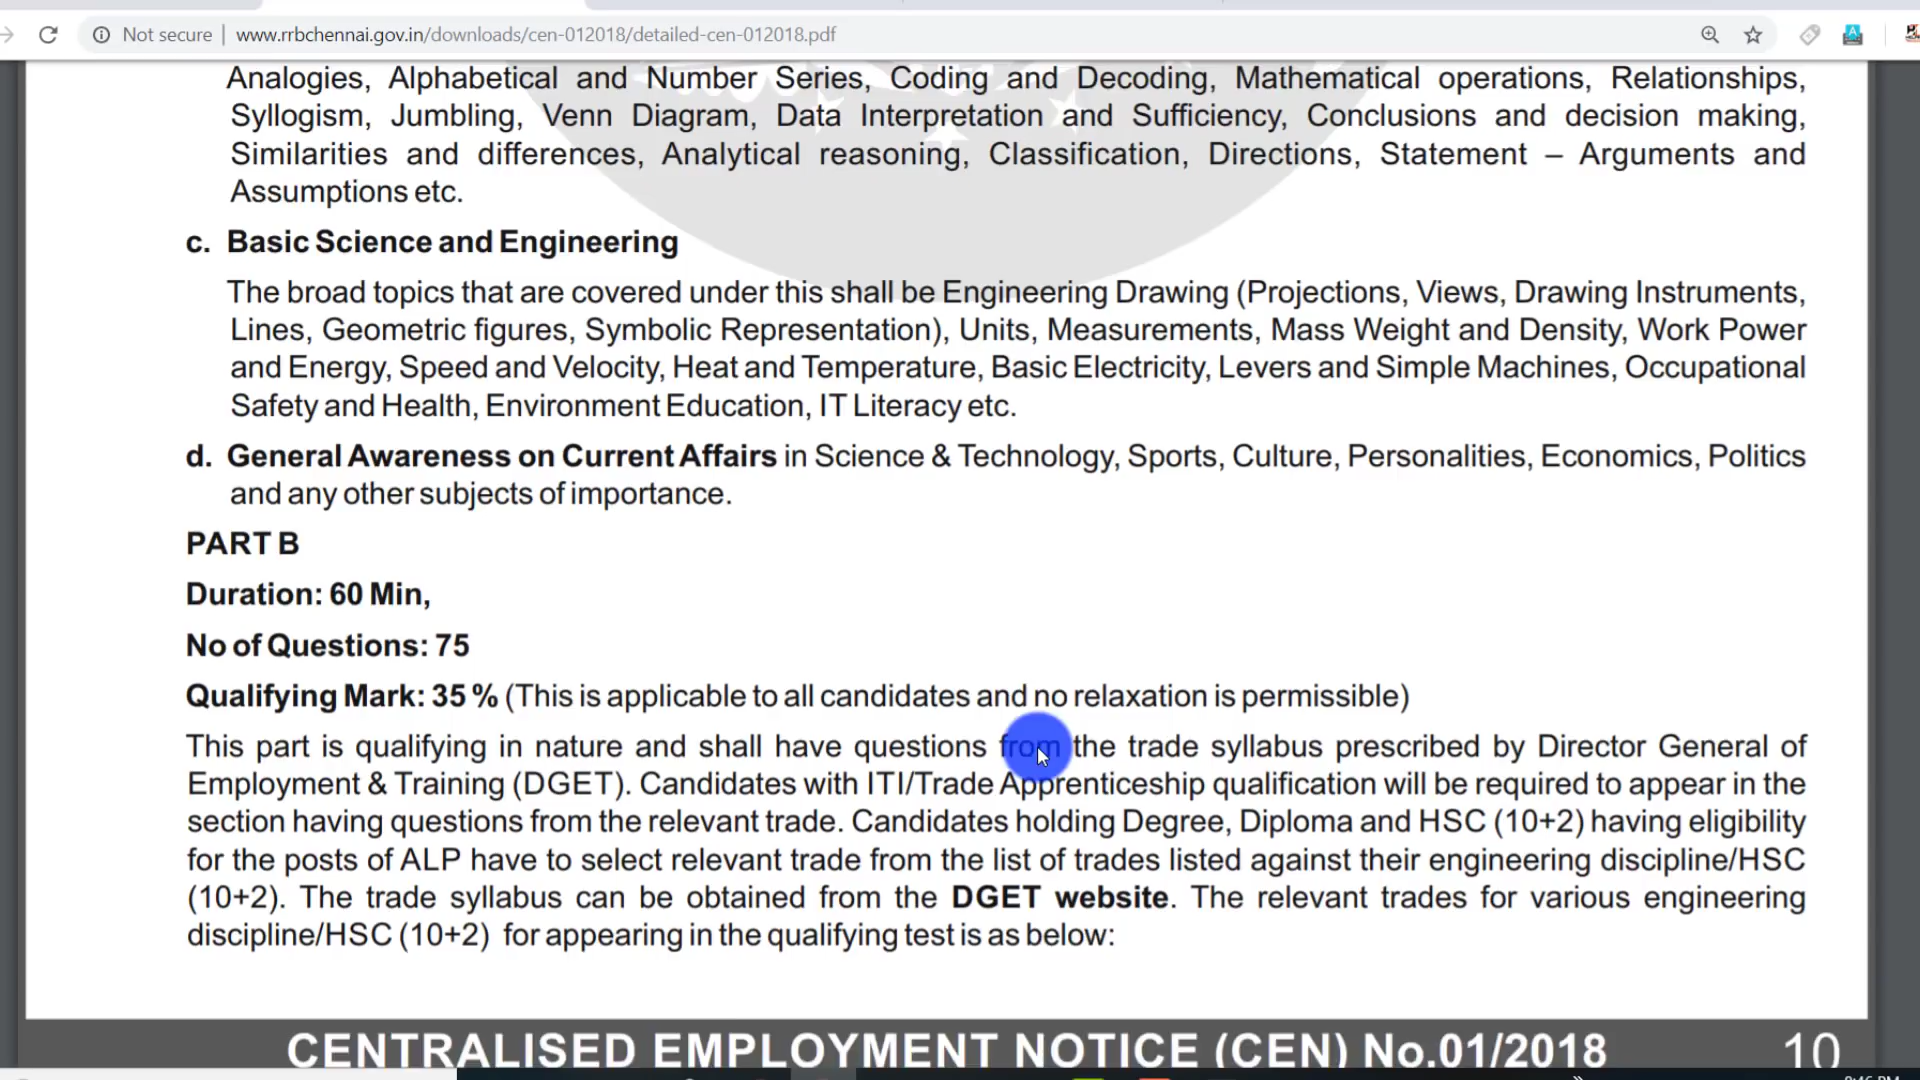 Not secure | www.rrbchennai.gov.in/downloads/cen-012018/detailed-cen-012018.pdf
Analogies, Alphabetical and Number Series, Coding and Decoding, Mathematical operations, Relationships,
Syllogism, Jumbling, Venn Diagram, Data Interpretation and Sufficiency, Conclusions and decision making,
Similarities and differences, Analytical reasoning, Classification, Directions, Statement – Arguments and
Assumptions etc.
c. Basic Science and Engineering
The broad topics that are covered under this shall be Engineering Drawing (Projections, Views, Drawing Instruments,
Lines, Geometric figures, Symbolic Representation), Units, Measurements, Mass Weight and Density, Work Power
and Energy, Speed and Velocity, Heat and Temperature, Basic Electricity, Levers and Simple Machines, Occupational
Safety and Health, Environment Education, IT Literacy etc.
d. General Awareness on Current Affairs in Science & Technology, Sports, Culture, Personalities, Economics, Politics
and any other subjects of importance.
PART B
Duration: 60 Min,
No of Questions: 75
Qualifying Mark: 35 % (This is applicable to all candidates and no relaxation is permissible)
This part is qualifying in nature and shall have questions from the trade syllabus prescribed by Director General of
Employment & Training (DGET). Candidates with ITI/Trade Apprenticeship qualification will be required to appear in the
section having questions from the relevant trade. Candidates holding Degree, Diploma and HSC (10+2) having eligibility
for the posts of ALP have to select relevant trade from the list of trades listed against their engineering discipline/HSC
(10+2). The trade syllabus can be obtained from the DGET website. The relevant trades for various engineering
discipline/HSC (10+2) for appearing in the qualifying test is as below:
CENTRALISED EMPLOYMENT NOTICE (CEN) No.01/2018 10